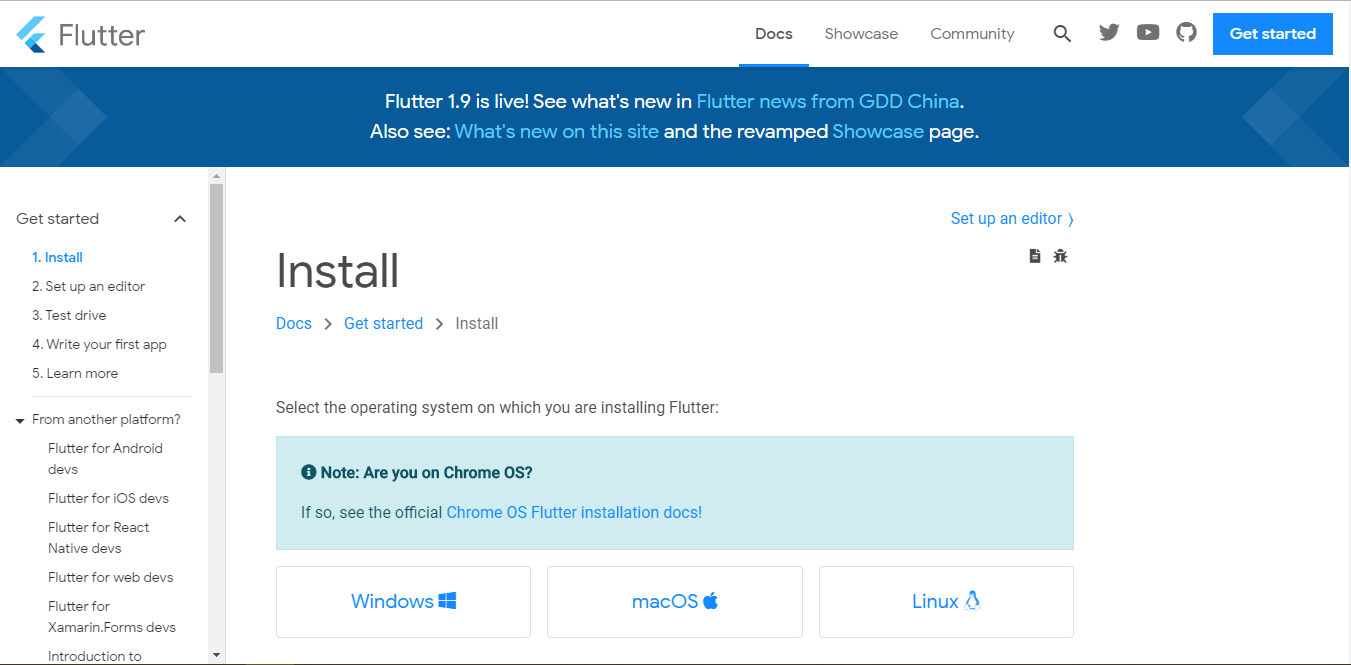 Flutter
Docs
Showcase
Community
Get started
Flutter 1.9 is live! See what's new in Flutter news from GDD China.
Also see: What's new on this site and the revamped Showcase page.
Get started
1. Install
2. Set up an editor
3. Test drive
4. Write your first app
5. Learn more
From another platform?
Flutter for Android
devs
Flutter for iOS devs
Flutter for React
Native devs
Flutter for web devs
Flutter for
Xamarin.Forms devs
Introduction to
Set up an editor ⟩
Install
Docs > Get started > Install
Select the operating system on which you are installing Flutter:
Note: Are you on Chrome OS?
If so, see the official Chrome OS Flutter installation docs!
Windows
macOS
Linux